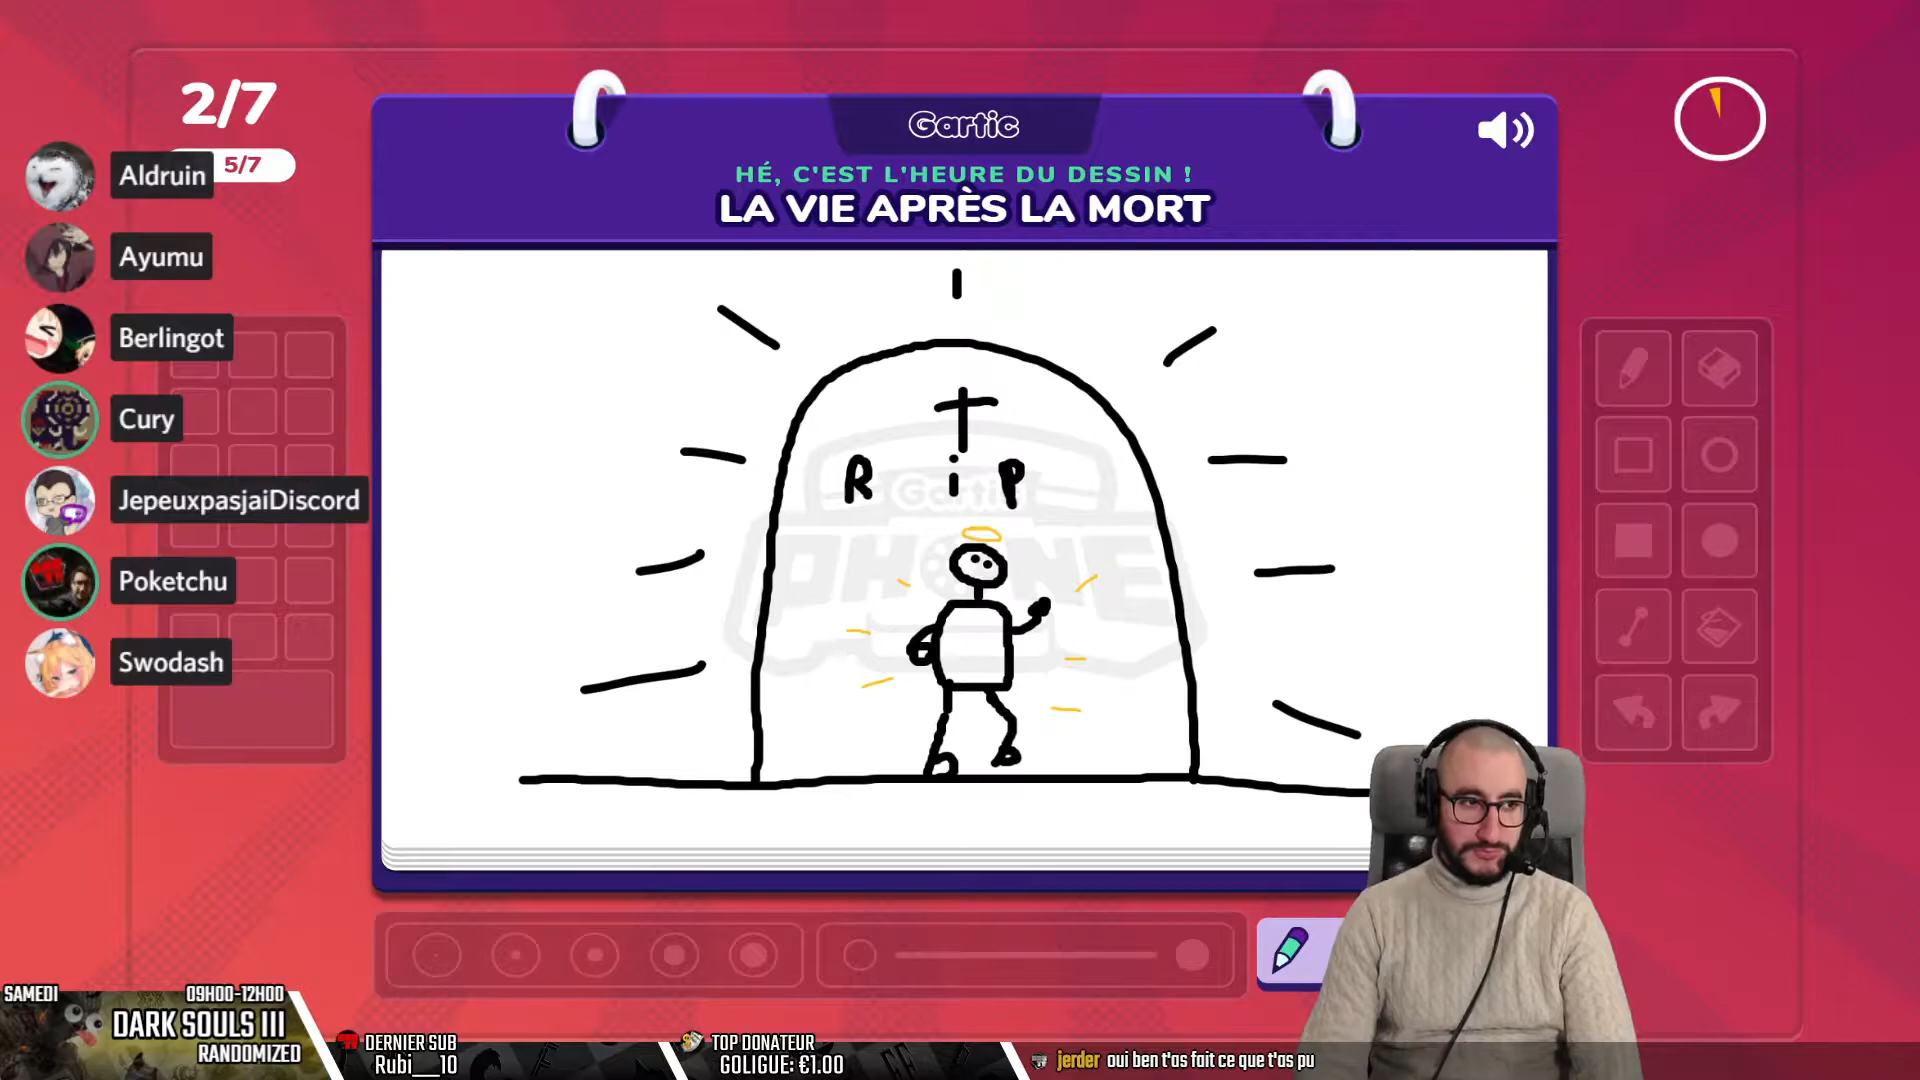 2/7
5/7
Gartic
HÉ, C'EST L'HEURE DU DESSIN !
LA VIE APRÈS LA MORT
Aldruin
Ayumu
Berlingot
Cury
JepeuxpasjaiDiscord
Poketchu
Swodash
R i P
Gartic
PHONE
SAMEDI 09H00-12H00
DARK SOULS III
RANDOMIZED
DERNIER SUB
Rubi__10
TOP DONATEUR
GOLIGUE: €1.00
jerder oui ben t'as fait ce que t'as pu